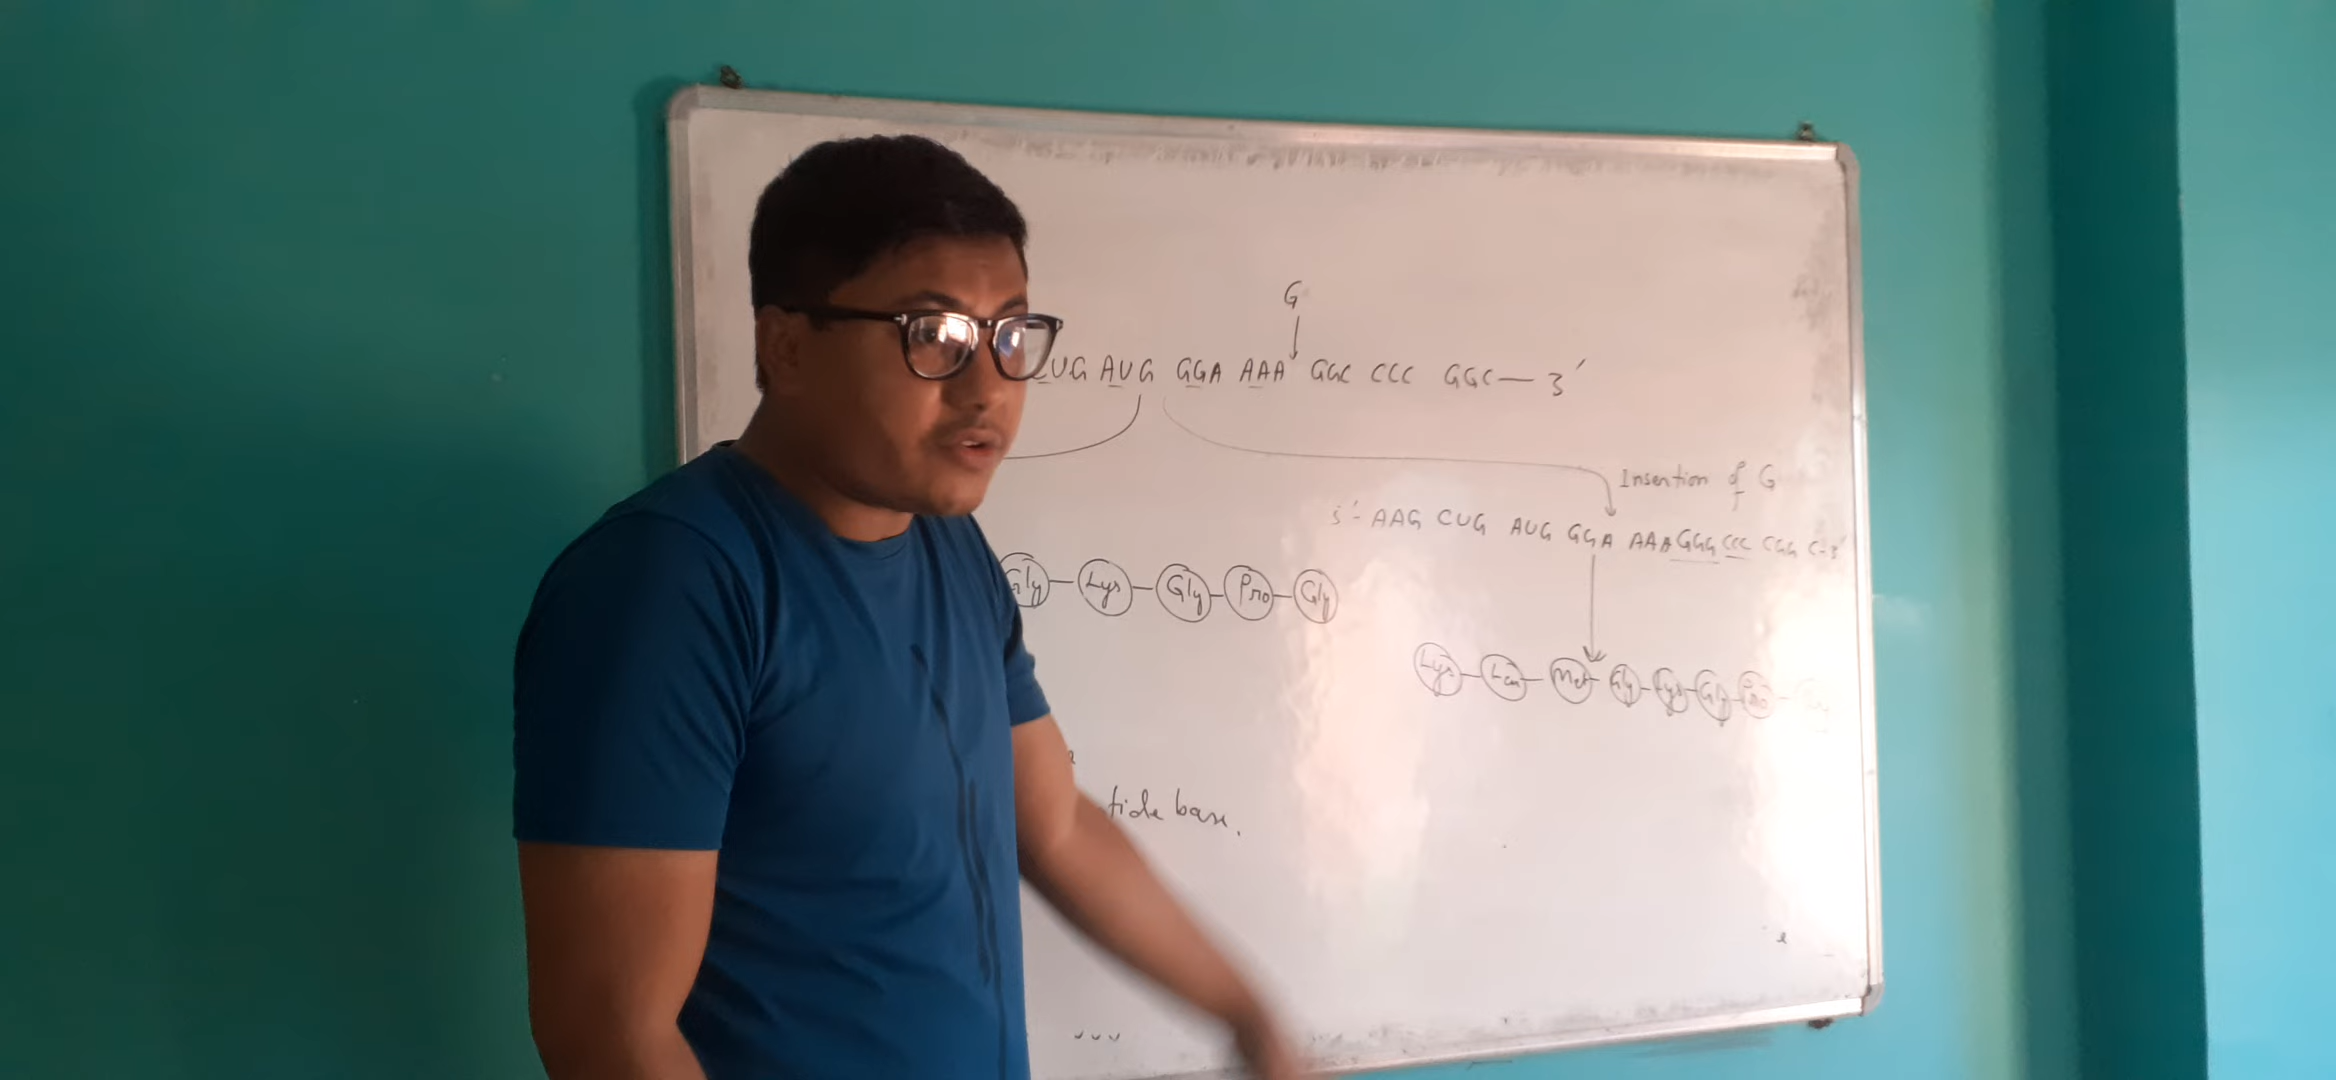 G
CUG AUG GGA AAA GGC CCC GGC — 3'
Insertion of G
5'- AAG CUG AUG GGA AAA GGG CCC CGG C-3'
Gly Lys Gly Pro Gly
Lys Leu Met Gly Lys Gly Pro
tide base.